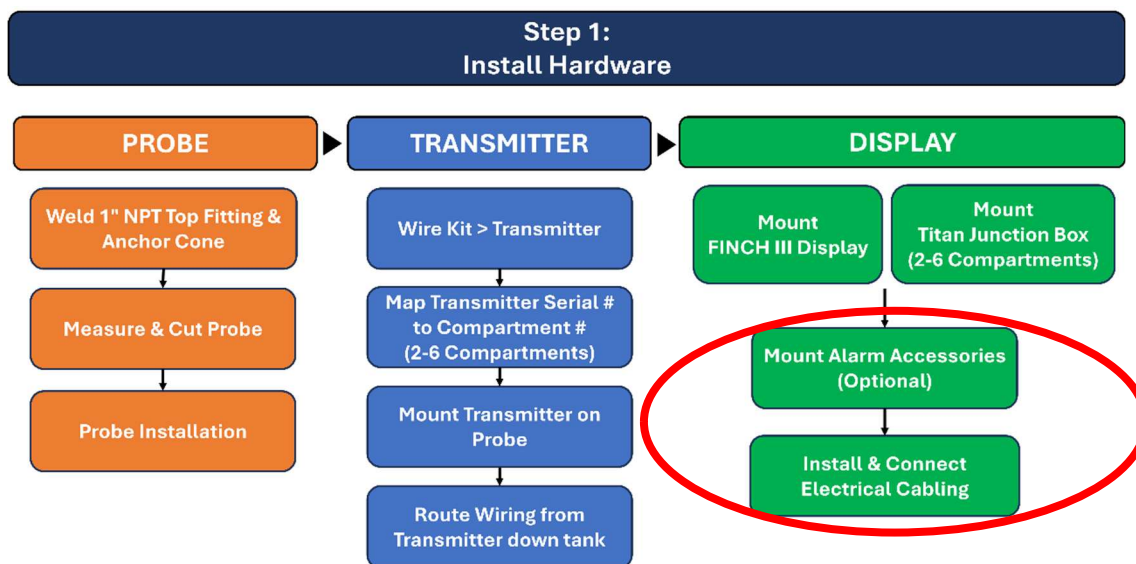 Step 1:
Install Hardware
PROBE
TRANSMITTER
DISPLAY
Weld 1" NPT Top Fitting &
Anchor Cone
Measure & Cut Probe
Probe Installation
Wire Kit > Transmitter
Map Transmitter Serial #
to Compartment #
(2-6 Compartments)
Mount Transmitter on
Probe
Route Wiring from
Transmitter down tank
Mount
FINCH III Display
Mount
Titan Junction Box
(2-6 Compartments)
Mount Alarm Accessories
(Optional)
Install & Connect
Electrical Cabling